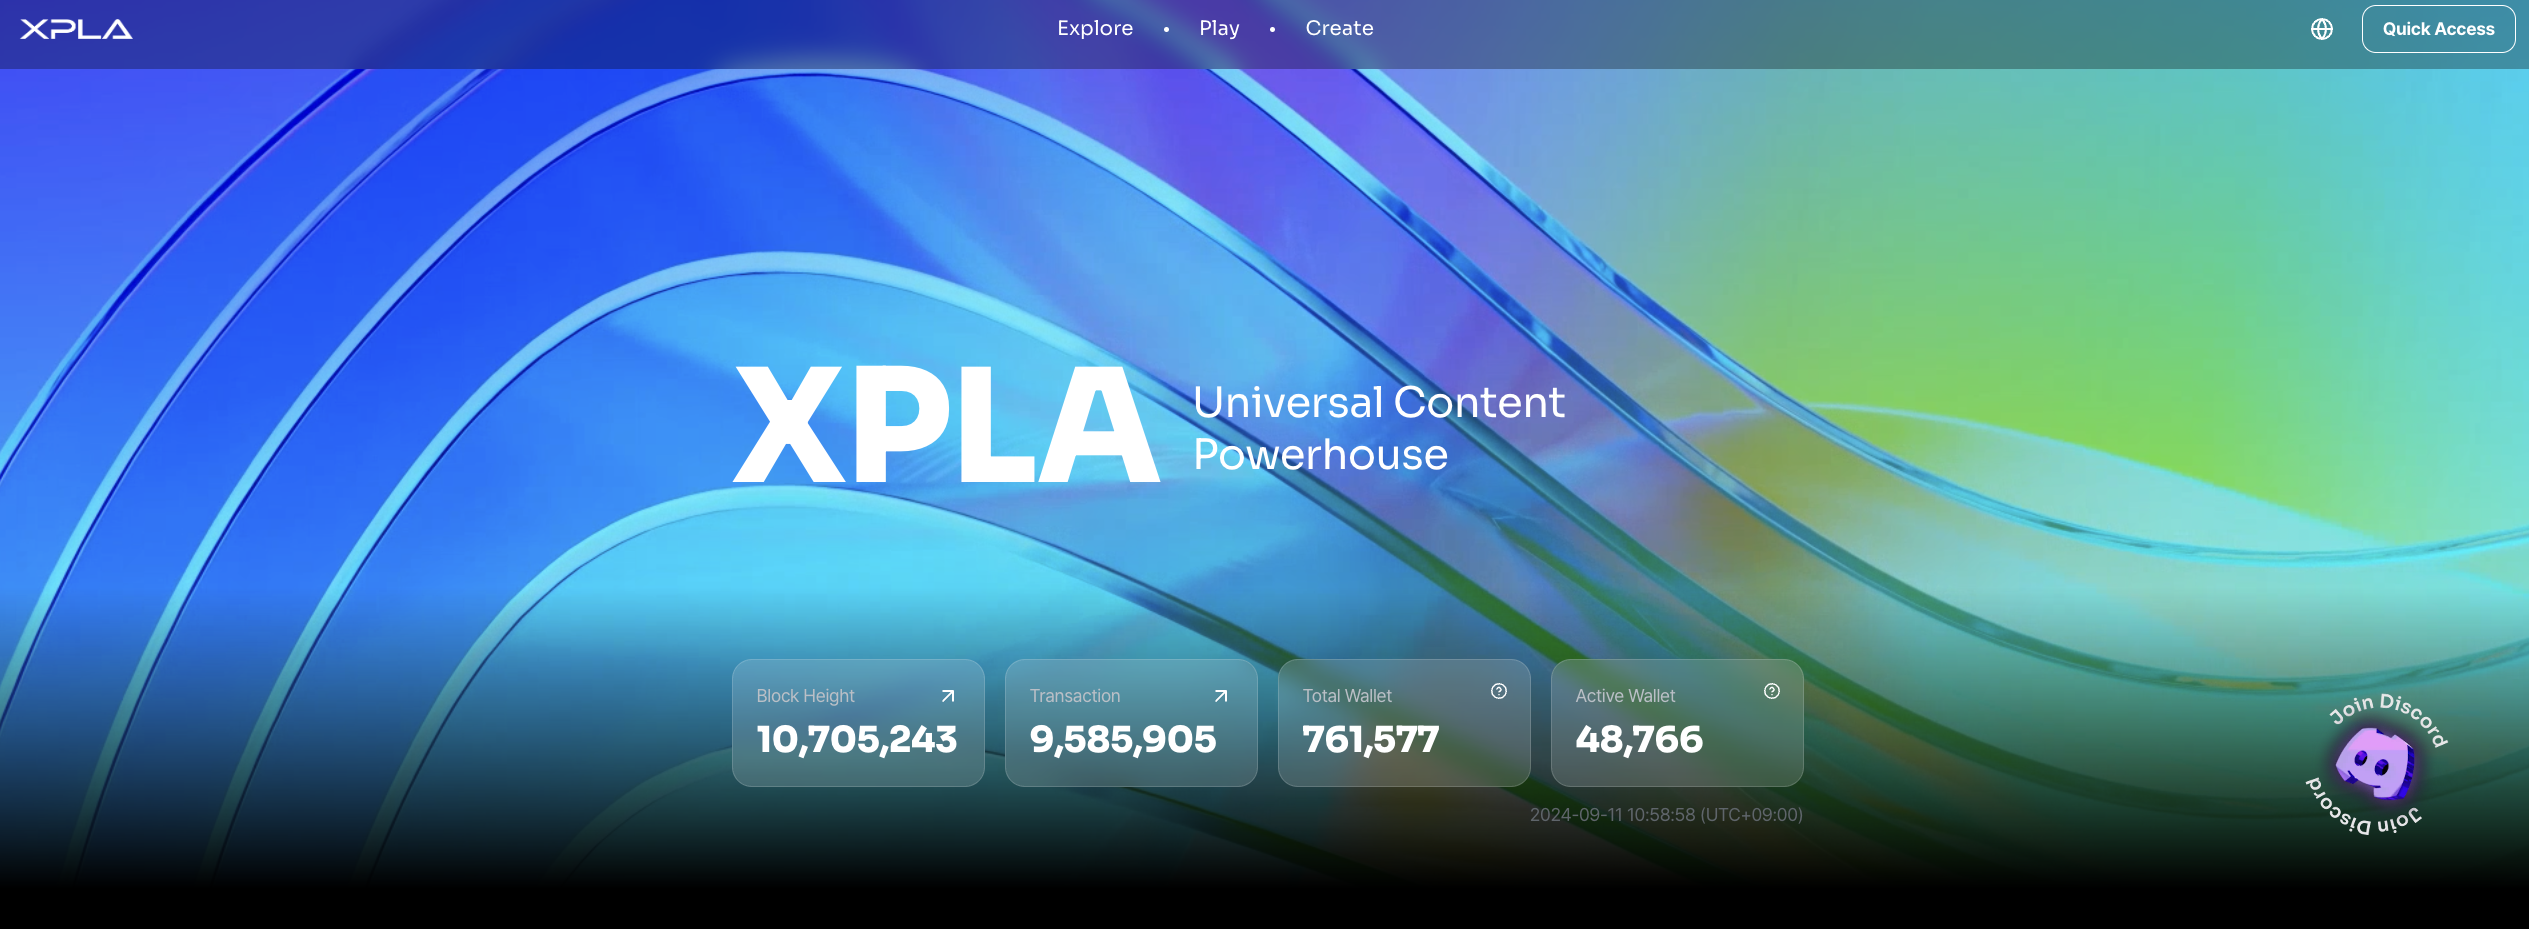 XPLA
Explore • Play • Create
Quick Access
XPLA
Universal Content
Powerhouse
Block Height
10,705,243
Transaction
9,585,905
Total Wallet
761,577
Active Wallet
48,766
2024-09-11 10:58:58 (UTC+09:00)
Join Discord
Join Discord